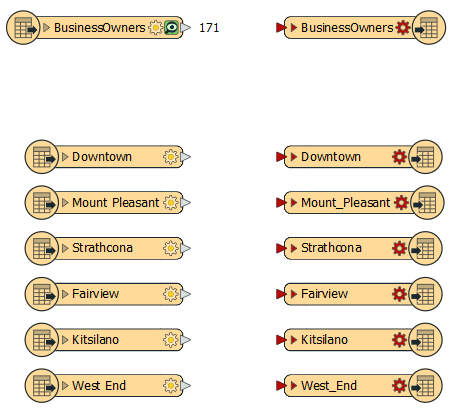 BusinessOwners 171 BusinessOwners
Downtown Downtown
Mount Pleasant Mount_Pleasant
Strathcona Strathcona
Fairview Fairview
Kitsilano Kitsilano
West End West_End